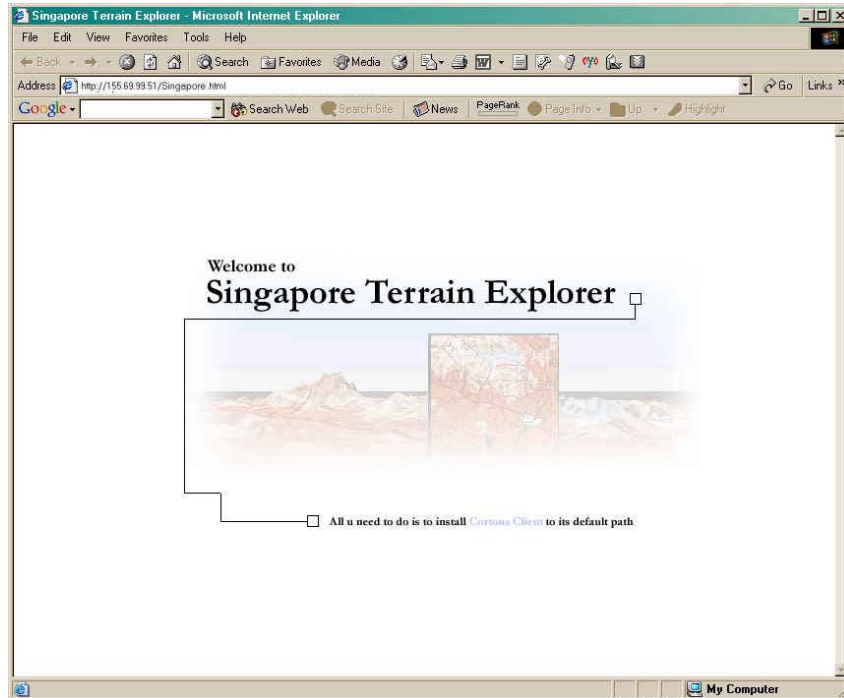 Singapore Terrain Explorer - Microsoft Internet Explorer
File Edit View Favorites Tools Help
Back Search Favorites Media
Address http://155.69.99.51/Singapore.html Go Links »
Google Search Web Search Site News PageRank Page Info Up Highlight
Welcome to
Singapore Terrain Explorer
All u need to do is to install Cortona Client to its default path
My Computer